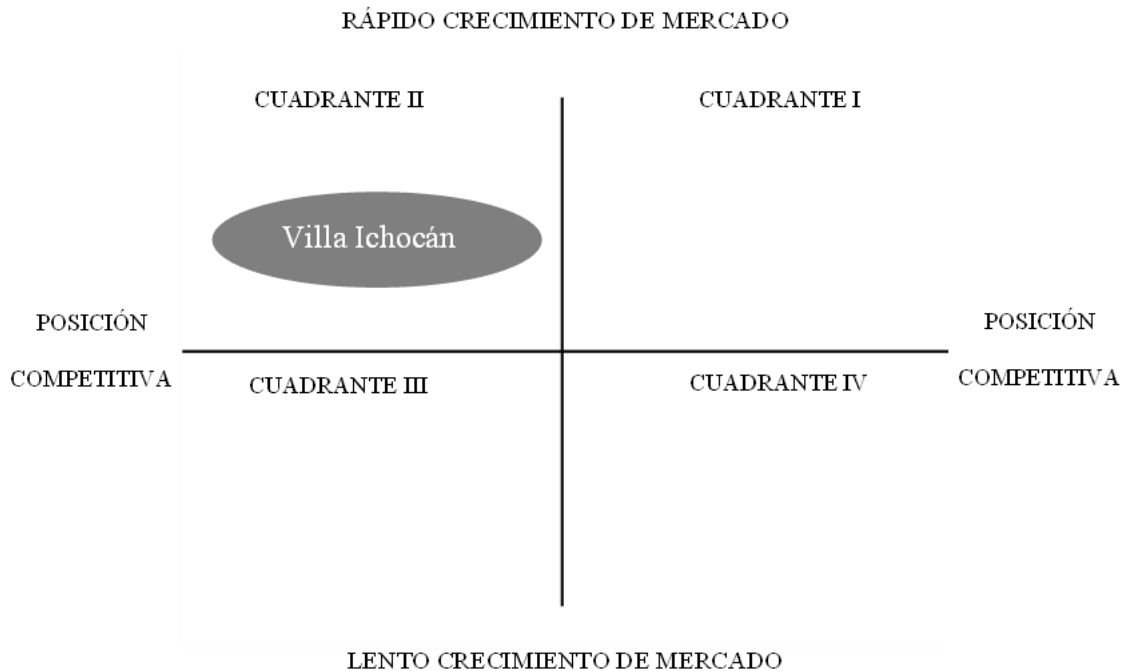 RÁPIDO CRECIMIENTO DE MERCADO
CUADRANTE II
CUADRANTE I
Villa Ichocán
POSICIÓN
COMPETITIVA
POSICIÓN
COMPETITIVA
CUADRANTE III
CUADRANTE IV
LENTO CRECIMIENTO DE MERCADO